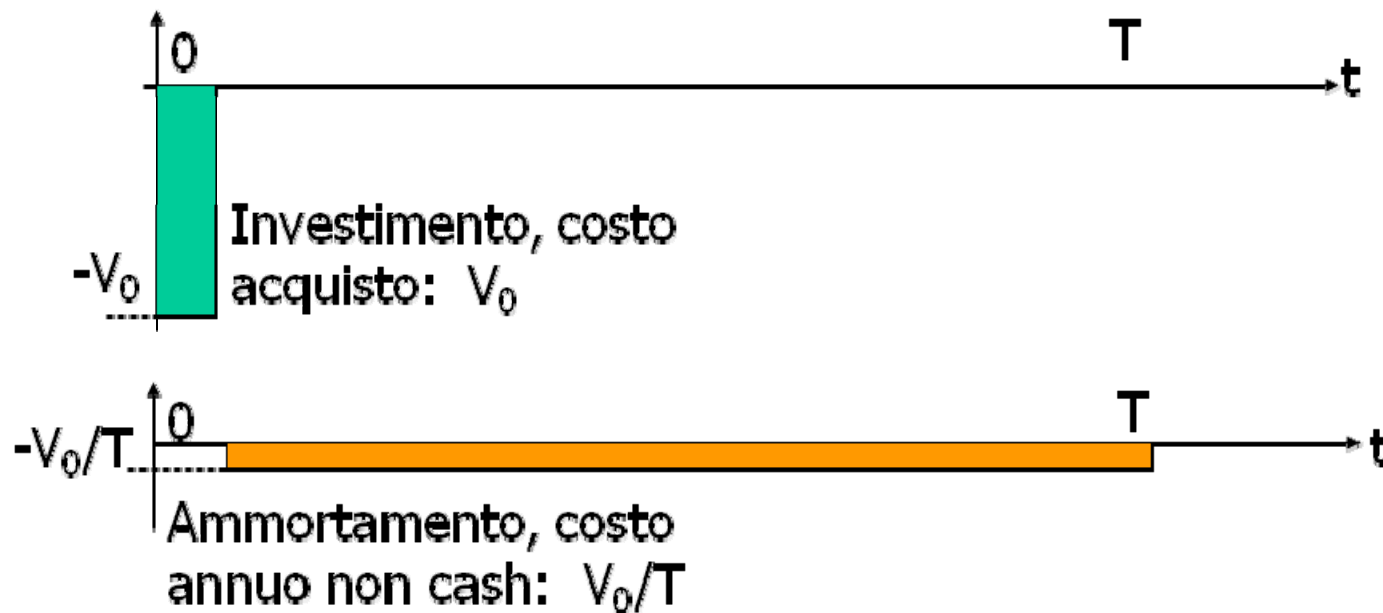 0
T
t
Investimento, costo
-V₀
acquisto: V₀
0
T
-V₀/T
t
Ammortamento, costo
annuo non cash: V₀/T